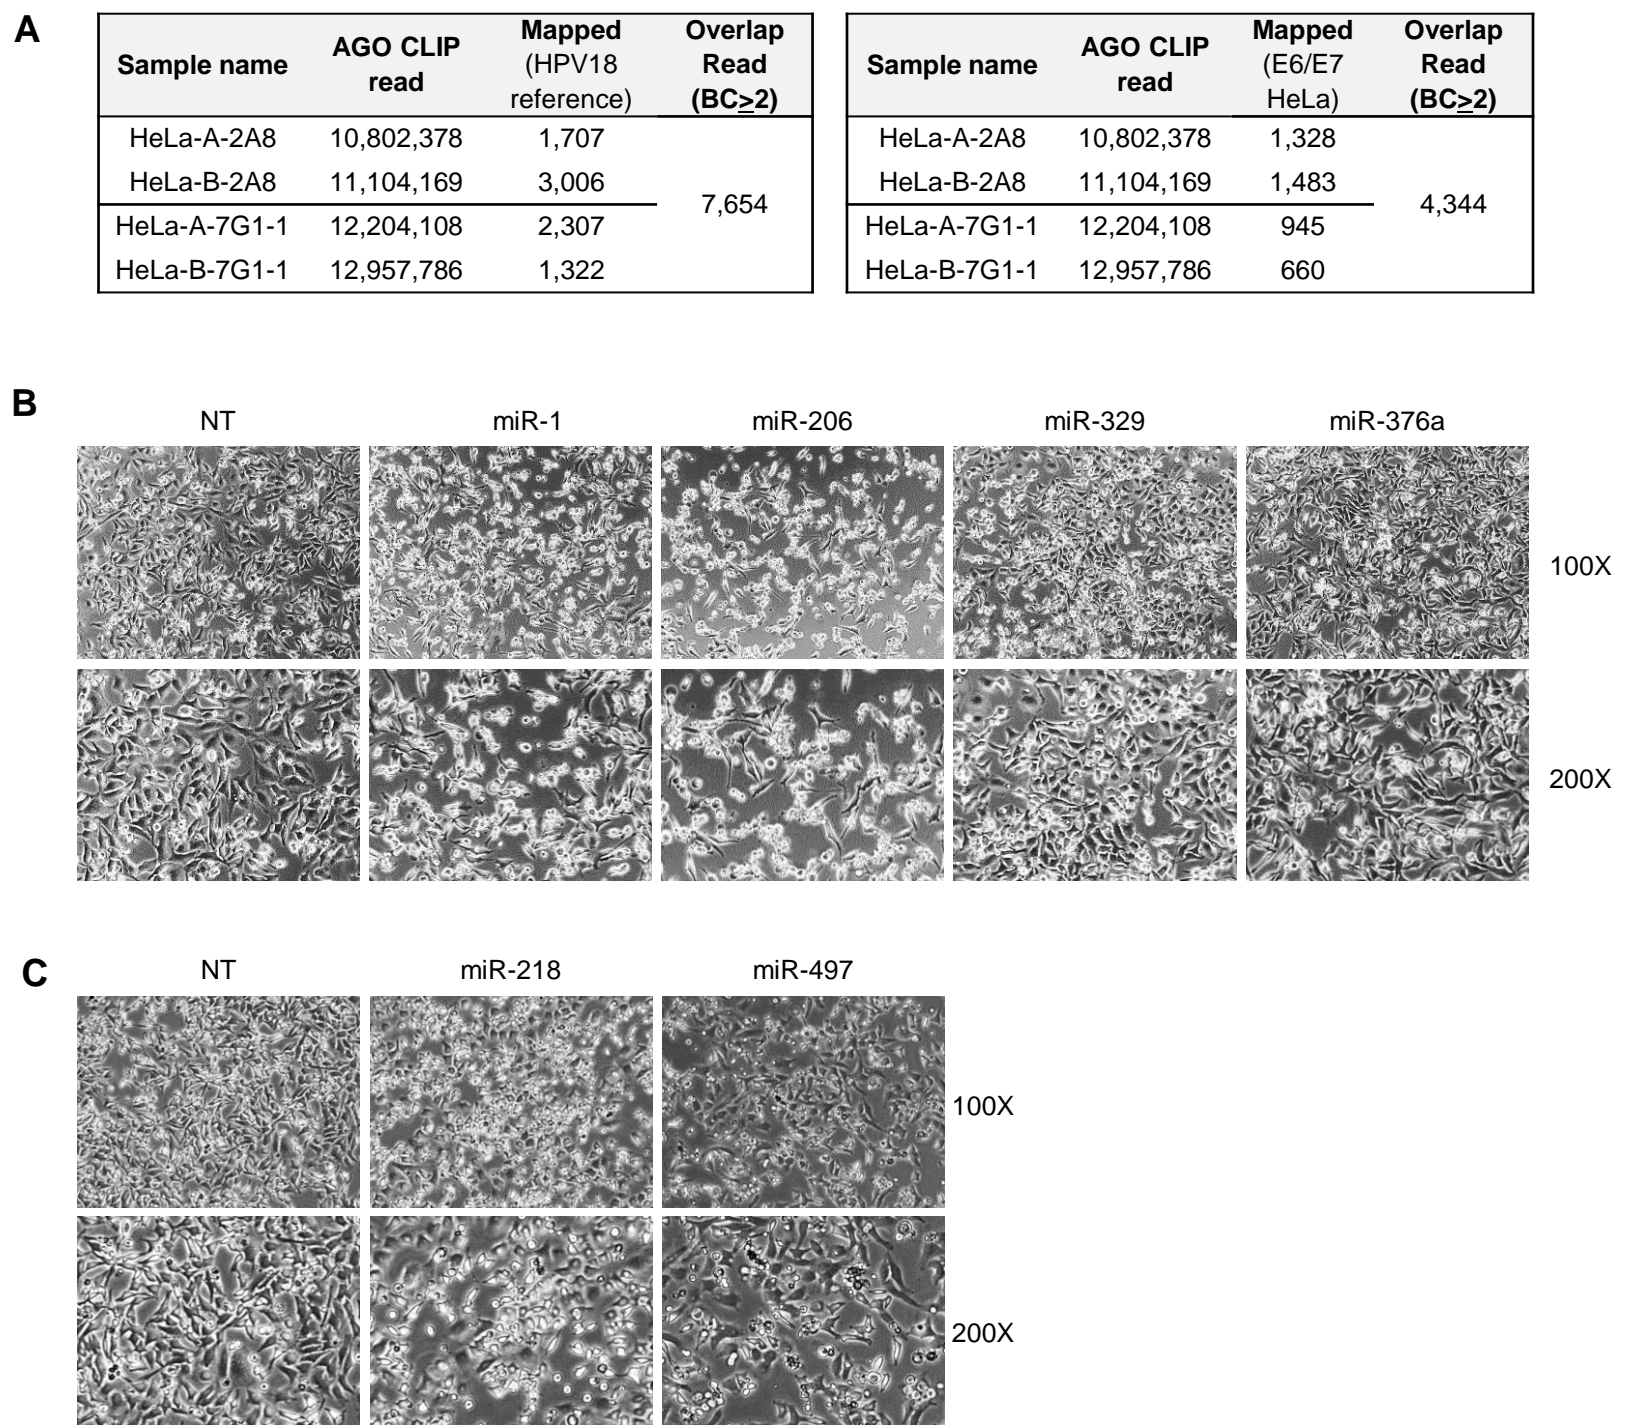 A
Sample name AGO CLIP read Mapped (HPV18 reference) Overlap Read (BC≥2)
HeLa-A-2A8 10,802,378 1,707
HeLa-B-2A8 11,104,169 3,006
7,654
HeLa-A-7G1-1 12,204,108 2,307
HeLa-B-7G1-1 12,957,786 1,322
Sample name AGO CLIP read Mapped (E6/E7 HeLa) Overlap Read (BC≥2)
HeLa-A-2A8 10,802,378 1,328
HeLa-B-2A8 11,104,169 1,483
4,344
HeLa-A-7G1-1 12,204,108 945
HeLa-B-7G1-1 12,957,786 660
B
NT miR-1 miR-206 miR-329 miR-376a
100X
200X
C
NT miR-218 miR-497
100X
200X